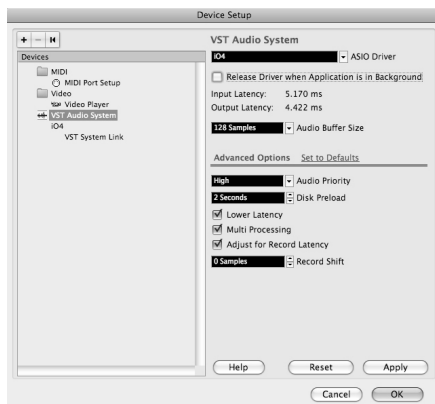 Device Setup
+ − |◀
Devices
MIDI
MIDI Port Setup
Video
Video Player
VST Audio System
iO4
VST System Link
VST Audio System
iO4 ASIO Driver
Release Driver when Application is in Background
Input Latency: 5.170 ms
Output Latency: 4.422 ms
128 Samples Audio Buffer Size
Advanced Options Set to Defaults
High Audio Priority
2 Seconds Disk Preload
Lower Latency
Multi Processing
Adjust for Record Latency
0 Samples Record Shift
Help Reset Apply
Cancel OK